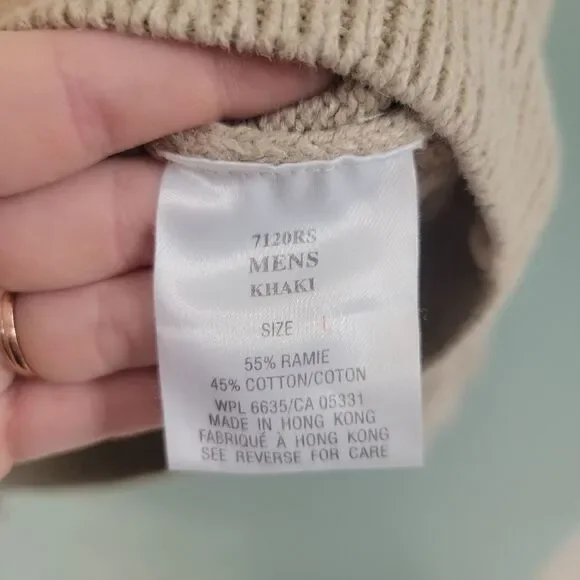 7120RS
MENS
KHAKI
SIZE
55% RAMIE
45% COTTON/COTON
WPL 6635/CA 05331
MADE IN HONG KONG
FABRIQUÉ À HONG KONG
SEE REVERSE FOR CARE